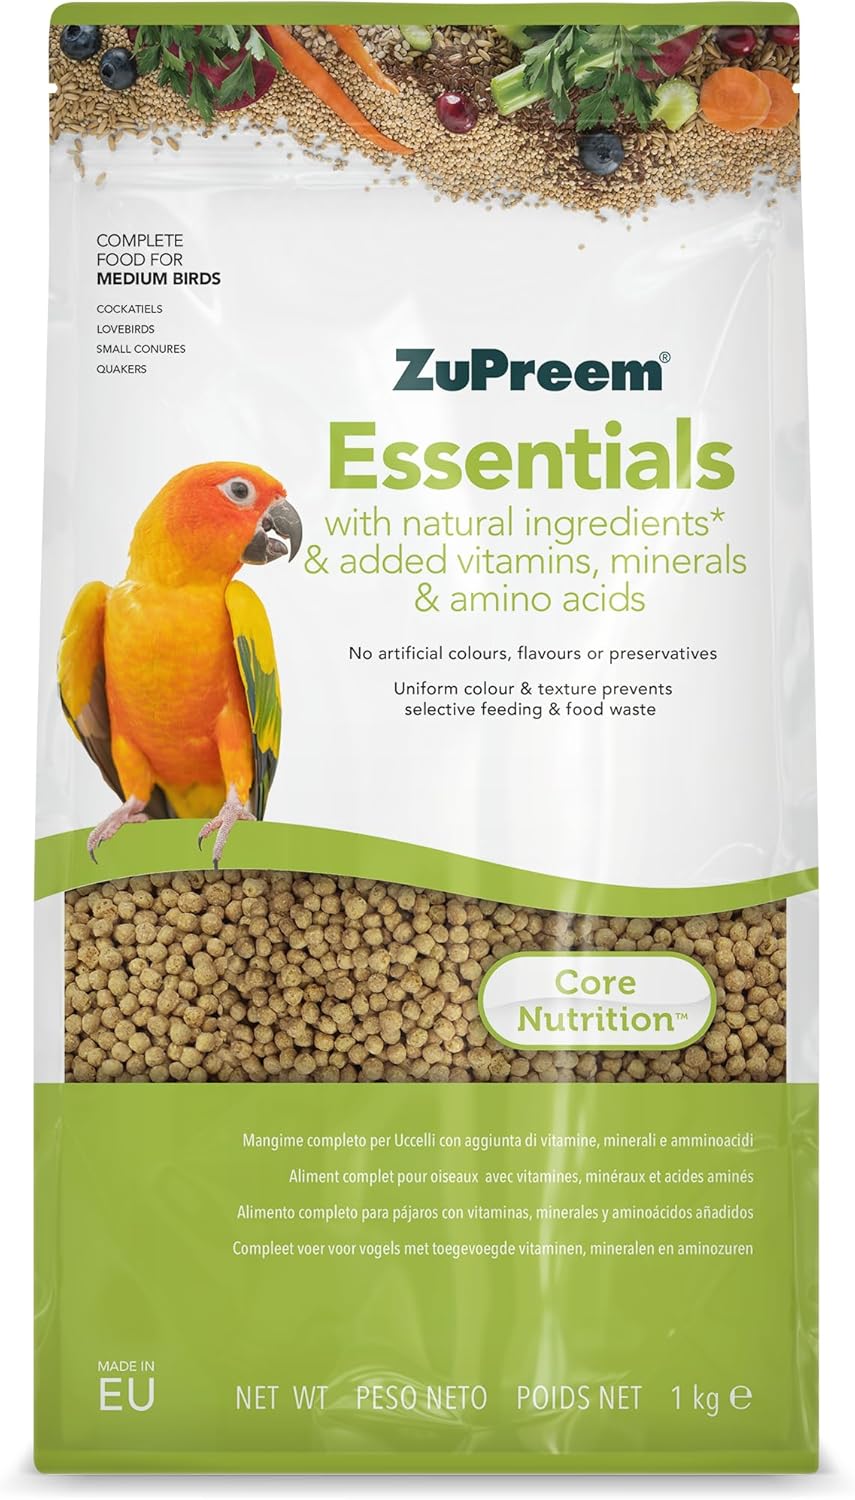 COMPLETE
FOOD FOR
MEDIUM BIRDS
COCKATIELS
LOVEBIRDS
SMALL CONURES
QUAKERS
ZuPreem®
Essentials
with natural ingredients*
& added vitamins, minerals
& amino acids
No artificial colours, flavours or preservatives
Uniform colour & texture prevents
selective feeding & food waste
Core
Nutrition™
Mangime completo per Uccelli con aggiunta di vitamine, minerali e amminoacidi
Aliment complet pour oiseaux avec vitamines, minéraux et acides aminés
Alimento completo para pájaros con vitaminas, minerales y aminoácidos añadidos
Compleet voer voor vogels met toegevoegde vitaminen, mineralen en aminozuren
MADE IN
EU
NET WT PESO NETO POIDS NET 1 kg ℮